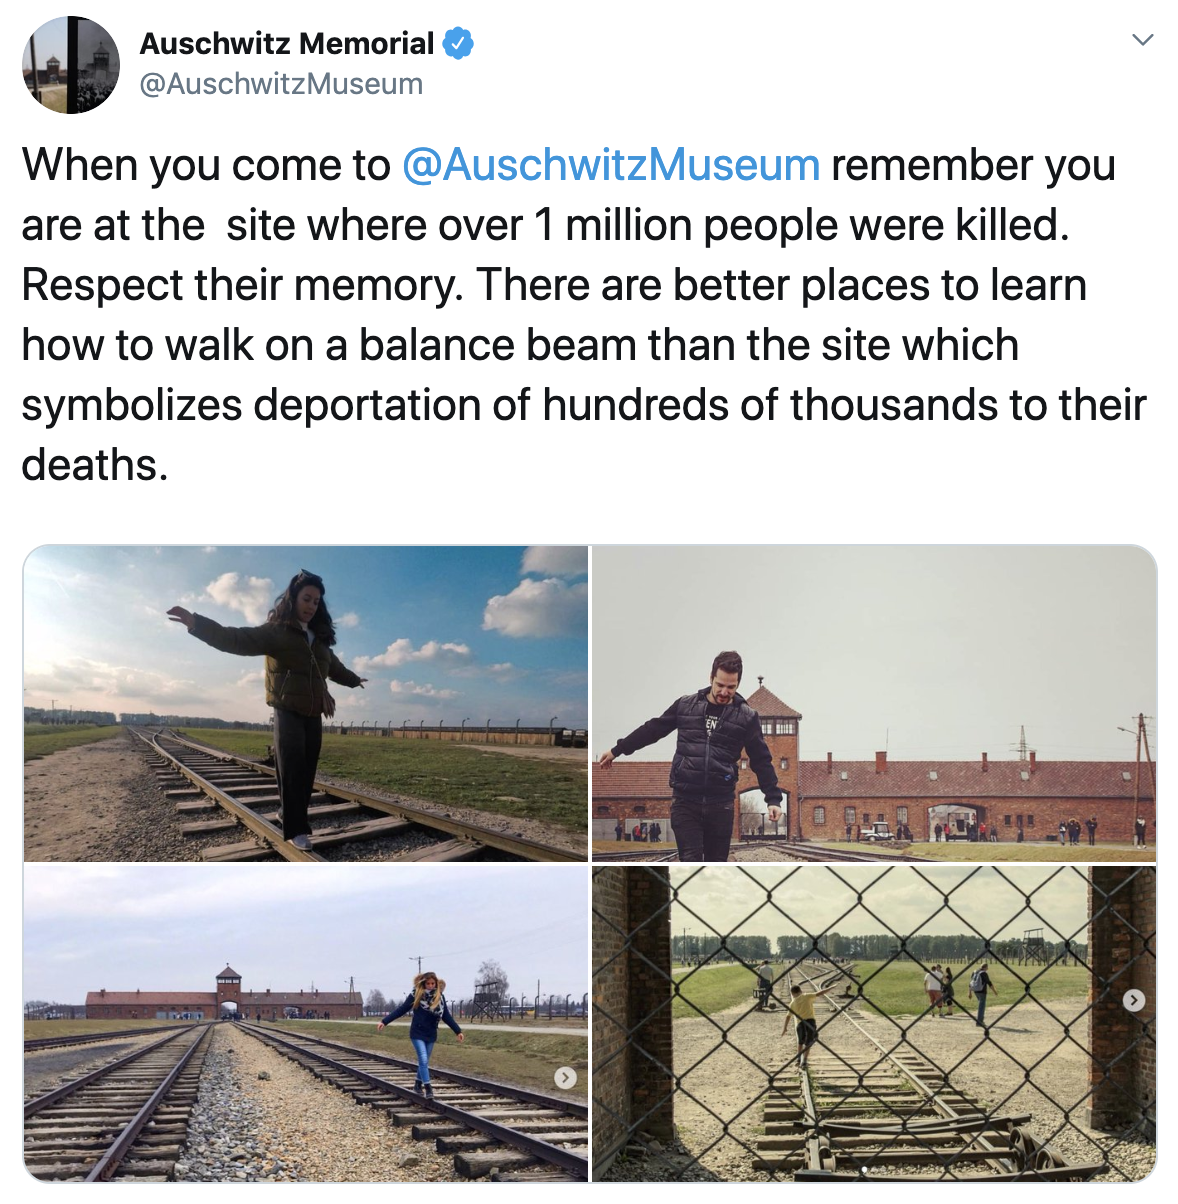 Auschwitz Memorial
@AuschwitzMuseum
When you come to @AuschwitzMuseum remember you
are at the  site where over 1 million people were killed.
Respect their memory. There are better places to learn
how to walk on a balance beam than the site which
symbolizes deportation of hundreds of thousands to their
deaths.